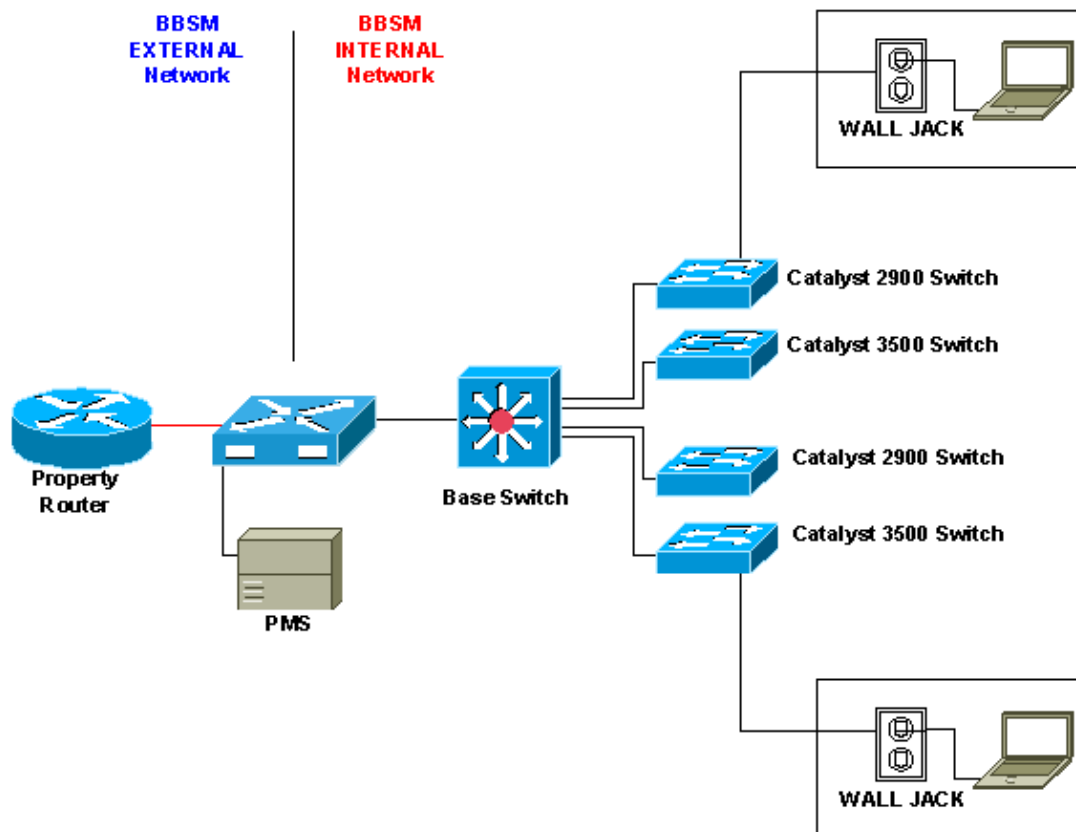 BBSM
EXTERNAL
Network
BBSM
INTERNAL
Network
WALL JACK
Catalyst 2900 Switch
Catalyst 3500 Switch
Property
Router
Base Switch
Catalyst 2900 Switch
Catalyst 3500 Switch
PMS
WALL JACK